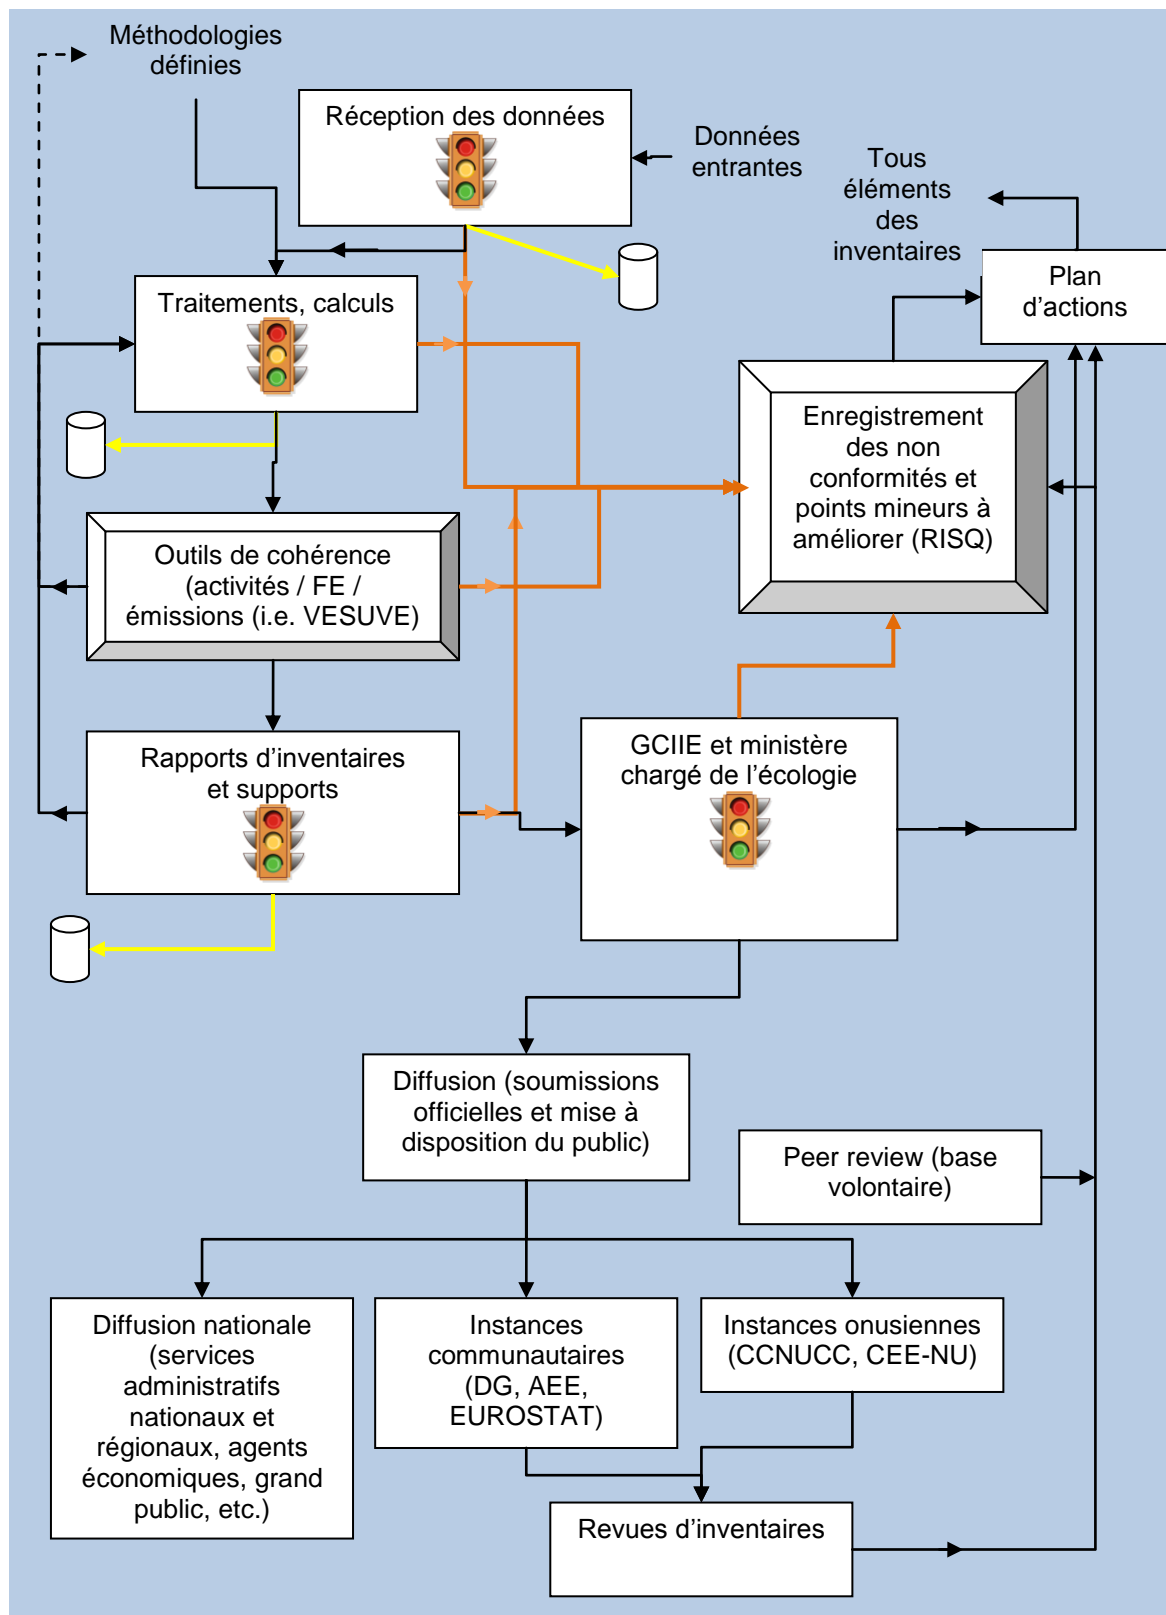 Méthodologies
définies
Réception des données
Données
entrantes
Tous
éléments
des
inventaires
Plan
d’actions
Traitements, calculs
Enregistrement
des non
conformités et
points mineurs à
améliorer (RISQ)
Outils de cohérence
(activités / FE /
émissions (i.e. VESUVE)
Rapports d’inventaires
et supports
GCIIE et ministère
chargé de l’écologie
Diffusion (soumissions
officielles et mise à
disposition du public)
Peer review (base
volontaire)
Diffusion nationale
(services
administratifs
nationaux et
régionaux, agents
économiques, grand
public, etc.)
Instances
communautaires
(DG, AEE,
EUROSTAT)
Instances onusiennes
(CCNUCC, CEE-NU)
Revues d’inventaires